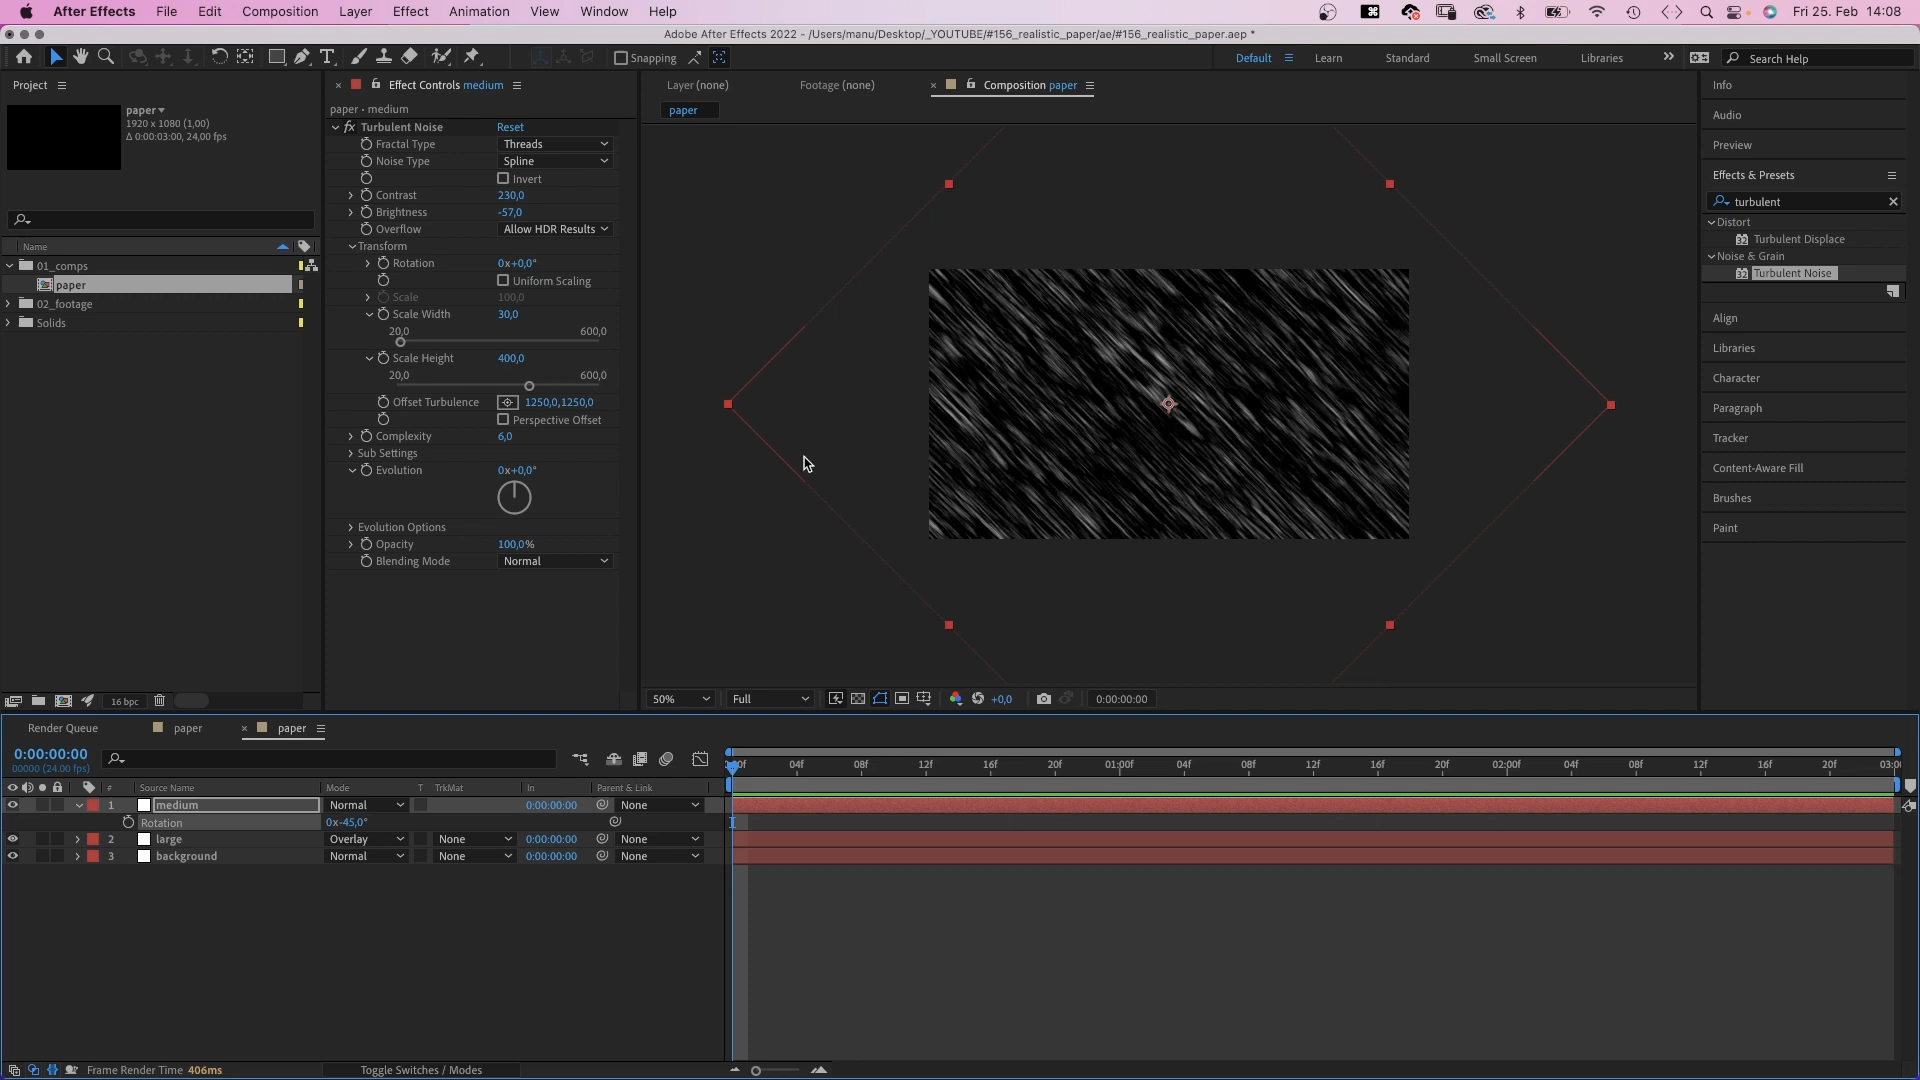 After Effects File Edit Composition Layer Effect Animation View Window Help Fri 25. Feb 14:08
Adobe After Effects 2022 - /Users/manu/Desktop/_YOUTUBE/#156_realistic_paper/ae/#156_realistic_paper.aep *
Snapping Default Learn Standard Small Screen Libraries Search Help
Project
paper
1920 x 1080 (1,00)
Δ 0:00:03:00, 24,00 fps
Name
01_comps
paper
02_footage
Solids
16 bpc
Effect Controls medium
paper • medium
fx Turbulent Noise Reset
Fractal Type Threads
Noise Type Spline
Invert
Contrast 230,0
Brightness -57,0
Overflow Allow HDR Results
Transform
Rotation 0x+0,0°
Uniform Scaling
Scale 100,0
Scale Width 30,0
20,0 600,0
Scale Height 400,0
20,0 600,0
Offset Turbulence 1250,0,1250,0
Perspective Offset
Complexity 6,0
Sub Settings
Evolution 0x+0,0°
Evolution Options
Opacity 100,0%
Blending Mode Normal
Layer (none) Footage (none) Composition paper
paper
50% Full +0,0 0:00:00:00
Info
Audio
Preview
Effects & Presets
turbulent
Distort
32 Turbulent Displace
Noise & Grain
32 Turbulent Noise
Align
Libraries
Character
Paragraph
Tracker
Content-Aware Fill
Brushes
Paint
Render Queue paper paper
0:00:00:00
00000 (24.00 fps)
:00f 04f 08f 12f 16f 20f 01:00f 04f 08f 12f 16f 20f 02:00f 04f 08f 12f 16f 20f 03:0
# Source Name Mode T TrkMat In Parent & Link
1 medium Normal 0:00:00:00 None
Rotation 0x-45,0°
2 large Overlay None 0:00:00:00 None
3 background Normal None 0:00:00:00 None
Frame Render Time 406ms Toggle Switches / Modes